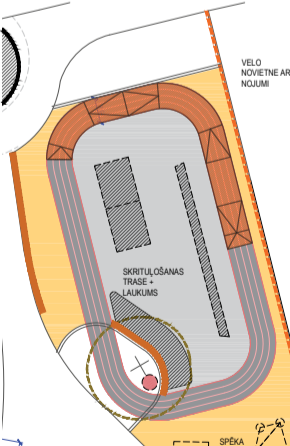 VELO
NOVIETNE AR
NOJUMI
SKRITUĻOŠANAS
TRASE +
LAUKUMS
SPĒKA